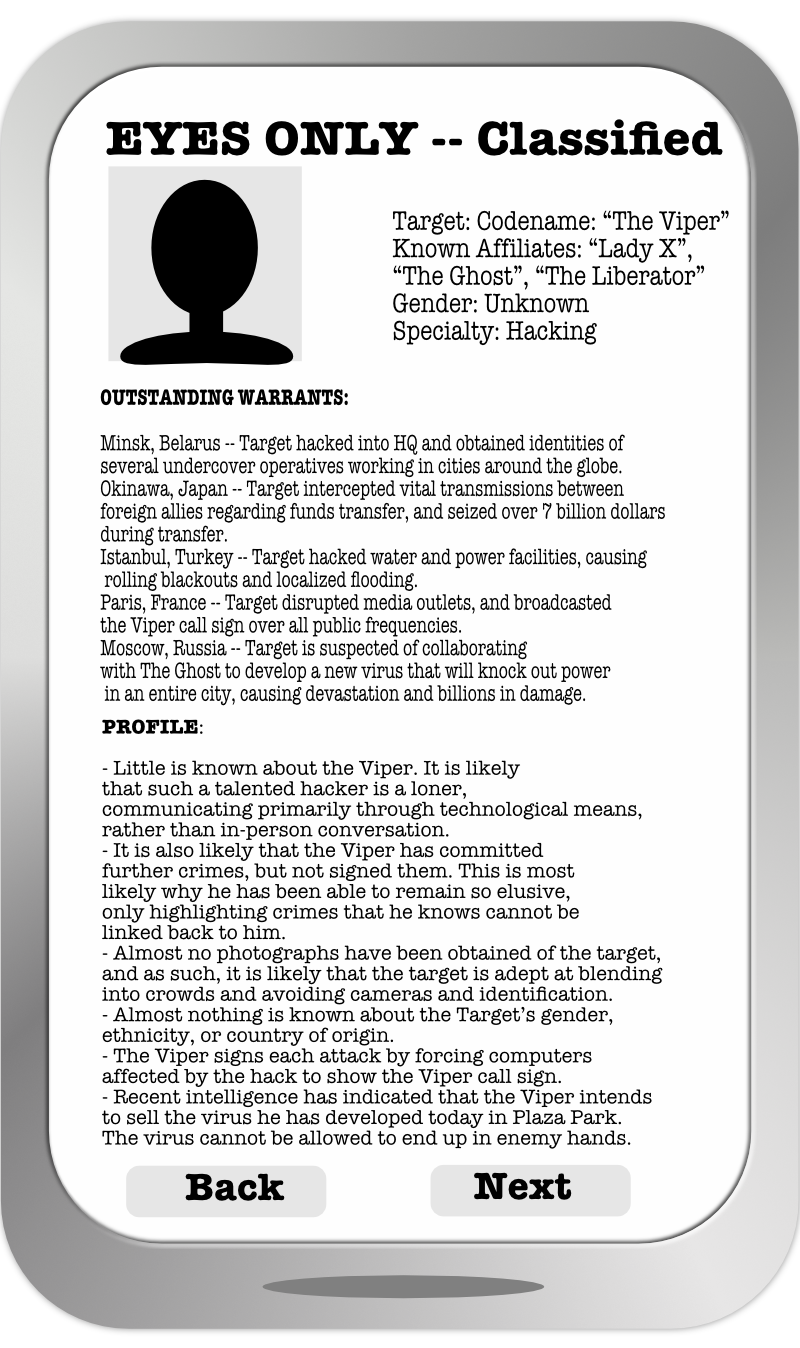 EYES ONLY -- Classified
Target: Codename: “The Viper”
Known Affiliates: “Lady X”,
“The Ghost”, “The Liberator”
Gender: Unknown
Specialty: Hacking
OUTSTANDING WARRANTS:
Minsk, Belarus -- Target hacked into HQ and obtained identities of
several undercover operatives working in cities around the globe.
Okinawa, Japan -- Target intercepted vital transmissions between
foreign allies regarding funds transfer, and seized over 7 billion dollars
during transfer.
Istanbul, Turkey -- Target hacked water and power facilities, causing
rolling blackouts and localized flooding.
Paris, France -- Target disrupted media outlets, and broadcasted
the Viper call sign over all public frequencies.
Moscow, Russia -- Target is suspected of collaborating
with The Ghost to develop a new virus that will knock out power
in an entire city, causing devastation and billions in damage.
PROFILE:
- Little is known about the Viper. It is likely
that such a talented hacker is a loner,
communicating primarily through technological means,
rather than in-person conversation.
- It is also likely that the Viper has committed
further crimes, but not signed them. This is most
likely why he has been able to remain so elusive,
only highlighting crimes that he knows cannot be
linked back to him.
- Almost no photographs have been obtained of the target,
and as such, it is likely that the target is adept at blending
into crowds and avoiding cameras and identification.
- Almost nothing is known about the Target’s gender,
ethnicity, or country of origin.
- The Viper signs each attack by forcing computers
affected by the hack to show the Viper call sign.
- Recent intelligence has indicated that the Viper intends
to sell the virus he has developed today in Plaza Park.
The virus cannot be allowed to end up in enemy hands.
Back Next